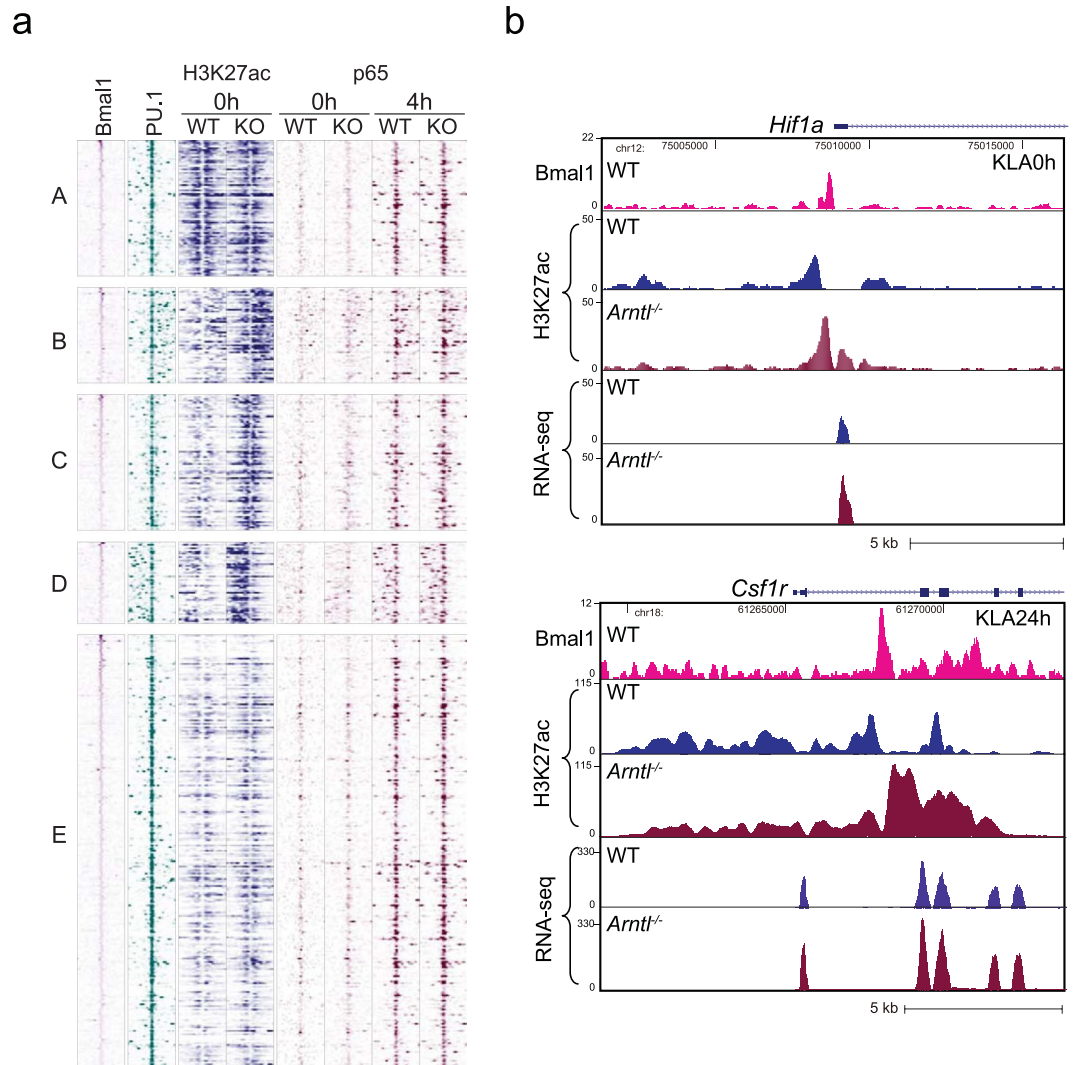 a
H3K27ac p65
Bmal1 PU.1 0h 0h 4h
WT KO WT KO WT KO
A
B
C
D
E
b
Hif1a
22
chr12: 75005000 75010000 75015000
KLA0h
Bmal1 WT
0
50
WT
H3K27ac
0
50
Arntl-/-
0
50
WT
RNA-seq
0
50
Arntl-/-
0
5 kb
Csf1r
12
chr18: 61265000 61270000
KLA24h
Bmal1 WT
0
115
WT
H3K27ac
0
115
Arntl-/-
0
330
WT
RNA-seq
0
330
Arntl-/-
0
5 kb